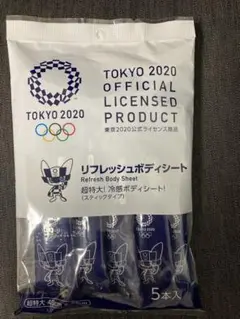 TOKYO 2020
OFFICIAL
LICENSED
PRODUCT
東京2020公式ライセンス商品
TOKYO 2020
リフレッシュボディシート
Refresh Body Sheet
超特大!冷感ボディシート!
(スティックタイプ)
5本入
超特大